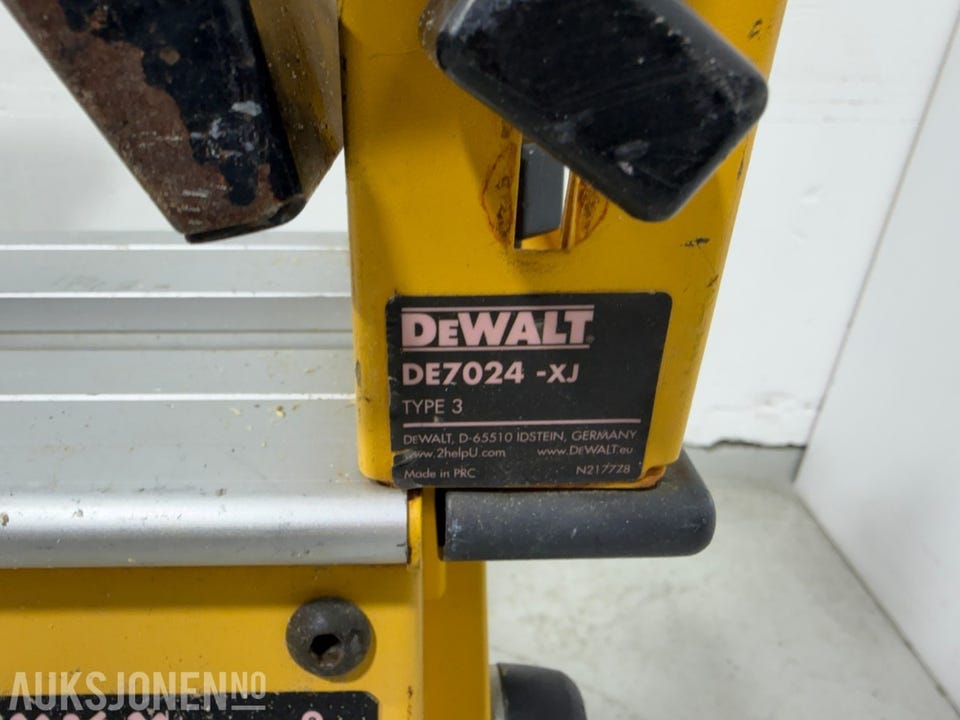 DEWALT
DE7024 -XJ
TYPE 3
DEWALT, D-65510 IDSTEIN, GERMANY
www.2helpU.com www.DEWALT.eu
Made in PRC N217728
AUKSJONEN NO